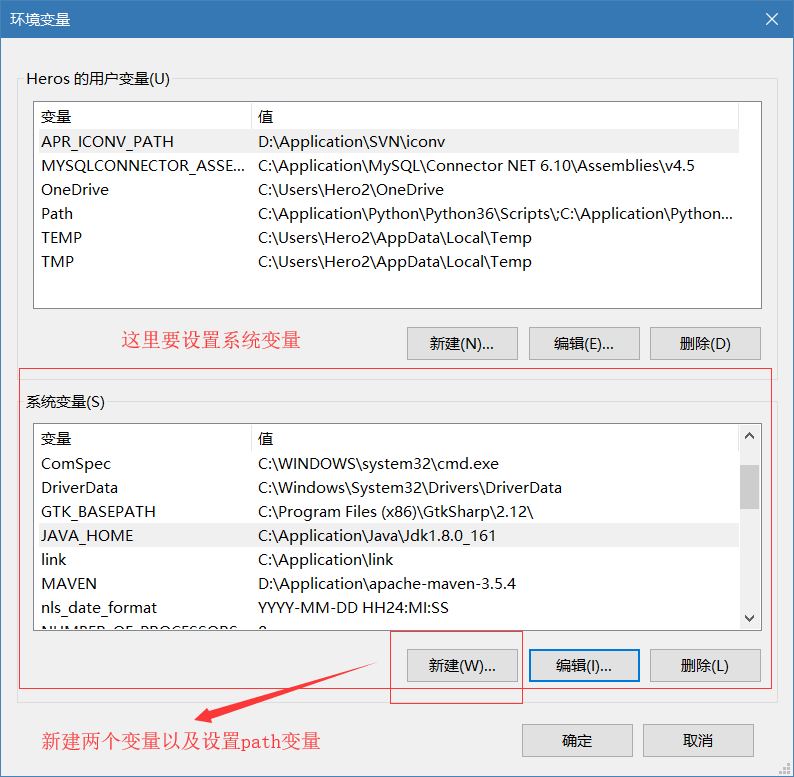 环境变量
Heros 的用户变量(U)
变量 值
APR_ICONV_PATH D:\Application\SVN\iconv
MYSQLCONNECTOR_ASSE... C:\Application\MySQL\Connector NET 6.10\Assemblies\v4.5
OneDrive C:\Users\Hero2\OneDrive
Path C:\Application\Python\Python36\Scripts\;C:\Application\Python...
TEMP C:\Users\Hero2\AppData\Local\Temp
TMP C:\Users\Hero2\AppData\Local\Temp
这里要设置系统变量
新建(N)... 编辑(E)... 删除(D)
系统变量(S)
变量 值
ComSpec C:\WINDOWS\system32\cmd.exe
DriverData C:\Windows\System32\Drivers\DriverData
GTK_BASEPATH C:\Program Files (x86)\GtkSharp\2.12\
JAVA_HOME C:\Application\Java\Jdk1.8.0_161
link C:\Application\link
MAVEN D:\Application\apache-maven-3.5.4
nls_date_format YYYY-MM-DD HH24:MI:SS
NUMBER_OF_PROCESSORS
新建(W)... 编辑(I)... 删除(L)
新建两个变量以及设置path变量
确定 取消